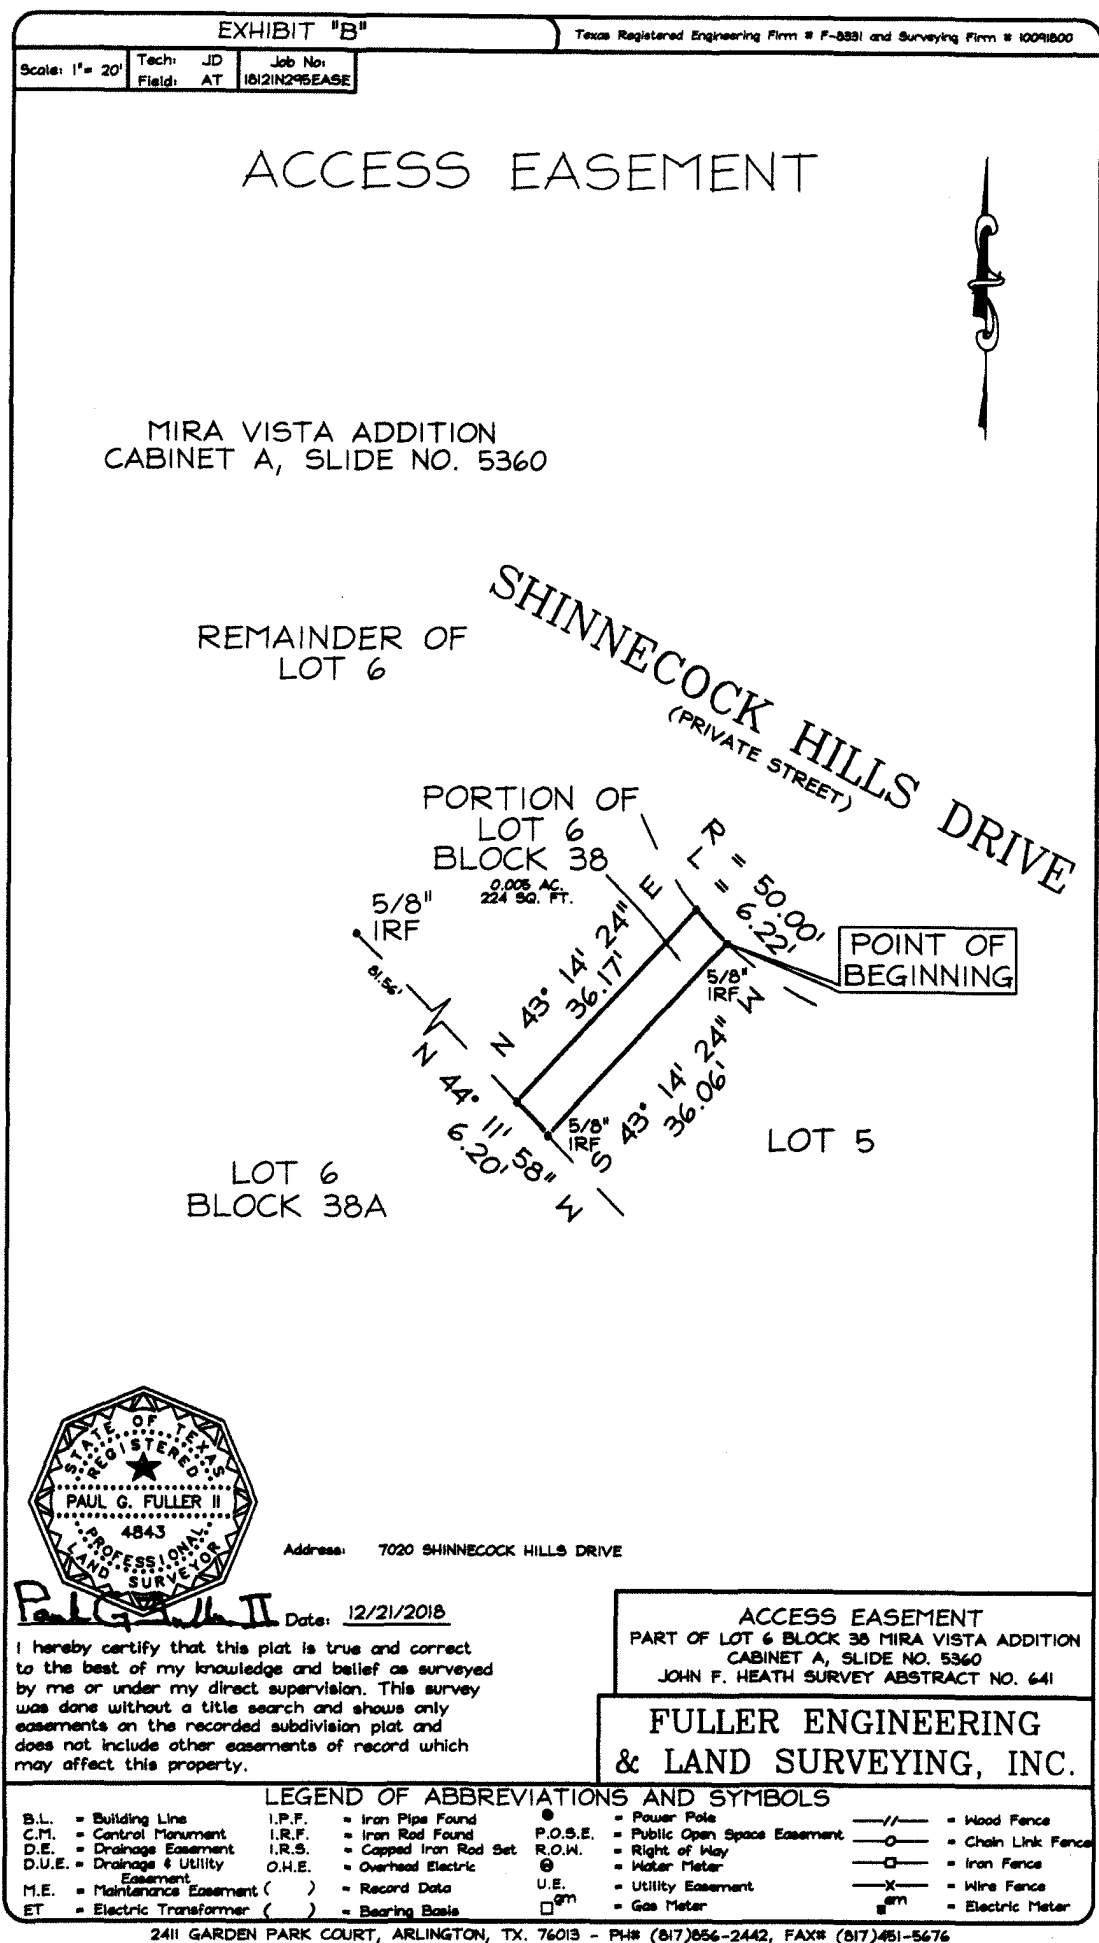 EXHIBIT "B"
Texas Registered Engineering Firm # F-8331 and Surveying Firm # 10091800
Scale: 1"= 20'
Tech: JD
Field: AT
Job No:
18121N295EASE
ACCESS EASEMENT
MIRA VISTA ADDITION
CABINET A, SLIDE NO. 5360
SHINNECOCK HILLS DRIVE
(PRIVATE STREET)
REMAINDER OF
LOT 6
PORTION OF
LOT 6
BLOCK 38
0.005 AC.
224 SQ. FT.
R = 50.00'
L = 6.22'
5/8"
IRF
81.56'
N 43° 14' 24" E
36.17'
POINT OF
BEGINNING
5/8"
IRF
S 43° 14' 24" W
36.06'
N 44° 11' 58" W
6.20'
5/8"
IRF
LOT 5
LOT 6
BLOCK 38A
STATE OF TEXAS
REGISTERED
PAUL G. FULLER II
4843
PROFESSIONAL
LAND SURVEYOR
Address: 7020 SHINNECOCK HILLS DRIVE
Paul G Fuller II
Date: 12/21/2018
I hereby certify that this plat is true and correct
to the best of my knowledge and belief as surveyed
by me or under my direct supervision. This survey
was done without a title search and shows only
easements on the recorded subdivision plat and
does not include other easements of record which
may affect this property.
ACCESS EASEMENT
PART OF LOT 6 BLOCK 38 MIRA VISTA ADDITION
CABINET A, SLIDE NO. 5360
JOHN F. HEATH SURVEY ABSTRACT NO. 641
FULLER ENGINEERING
& LAND SURVEYING, INC.
LEGEND OF ABBREVIATIONS AND SYMBOLS
B.L. = Building Line
C.M. = Control Monument
D.E. = Drainage Easement
D.U.E. = Drainage & Utility
Easement
M.E. = Maintenance Easement
ET = Electric Transformer
I.P.F. = Iron Pipe Found
I.R.F. = Iron Rod Found
I.R.S. = Capped Iron Rod Set
O.H.E. = Overhead Electric
( ) = Record Data
( ) = Bearing Basis
= Power Pole
P.O.S.E. = Public Open Space Easement
R.O.W. = Right of Way
= Water Meter
U.E. = Utility Easement
gm = Gas Meter
= Wood Fence
= Chain Link Fence
= Iron Fence
= Wire Fence
em = Electric Meter
2411 GARDEN PARK COURT, ARLINGTON, TX. 76013 - PH# (817)856-2442, FAX# (817)451-5676